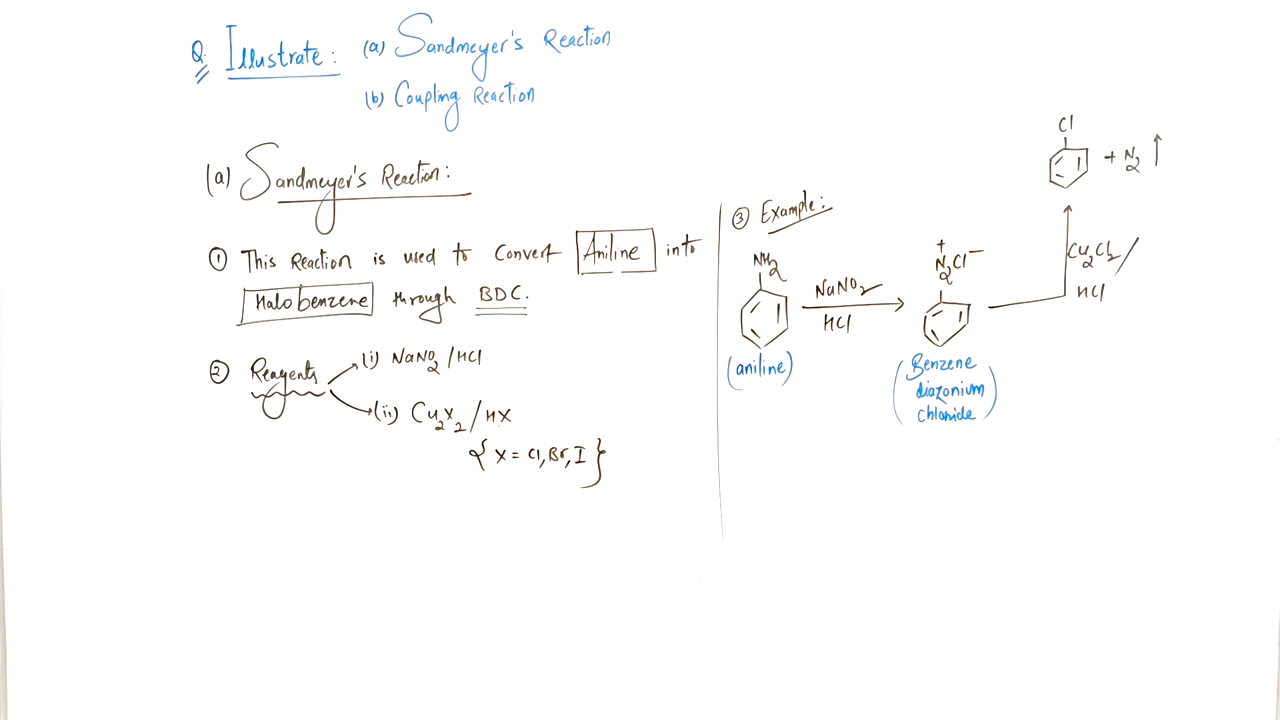 Q. Illustrate: (a) Sandmeyer's Reaction
(b) Coupling Reaction
(a) Sandmeyer's Reaction:
① This Reaction is used to convert Aniline into
Halobenzene through BDC.
② Reagents
(i) NaNO2/HCl
(ii) Cu2X2/HX
{X = Cl, Br, I}
③ Example:
NH2
(aniline)
NaNO2
HCl
+
N2Cl-
(Benzene
diazonium
chloride)
Cu2Cl2/
HCl
Cl
+ N2 ↑